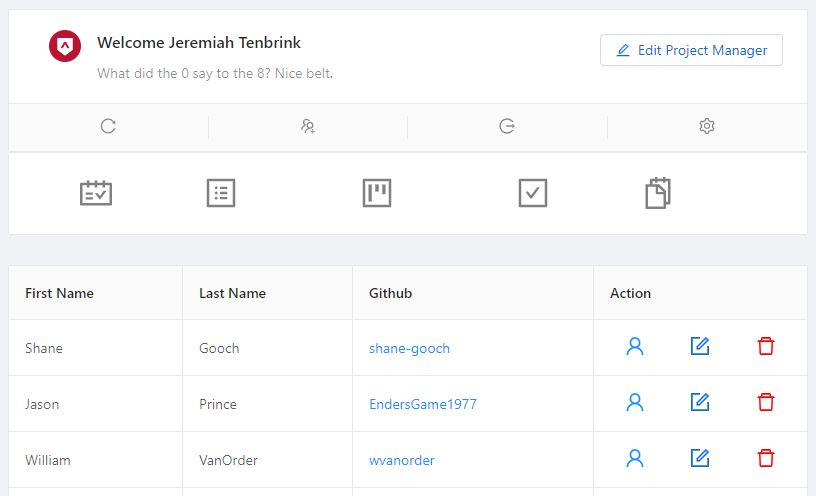 Welcome Jeremiah Tenbrink
Edit Project Manager
What did the 0 say to the 8? Nice belt.
First Name Last Name Github Action
Shane Gooch shane-gooch
Jason Prince EndersGame1977
William VanOrder wvanorder